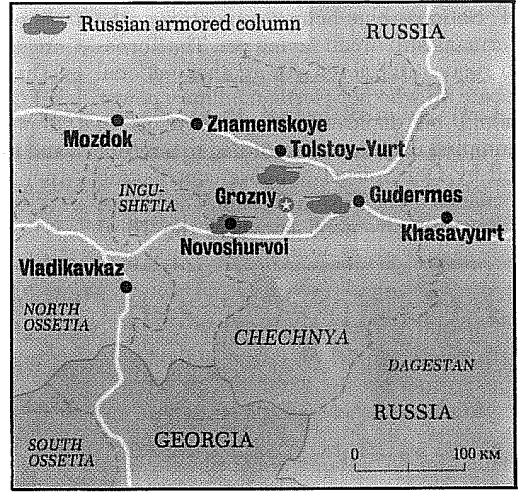 Russian armored column
RUSSIA
Mozdok
Znamenskoye
Tolstoy-Yurt
INGU-
SHETIA
Grozny
Gudermes
Novoshurvoi
Khasavyurt
Vladikavkaz
NORTH
OSSETIA
CHECHNYA
DAGESTAN
RUSSIA
GEORGIA
SOUTH
OSSETIA
0 100 KM